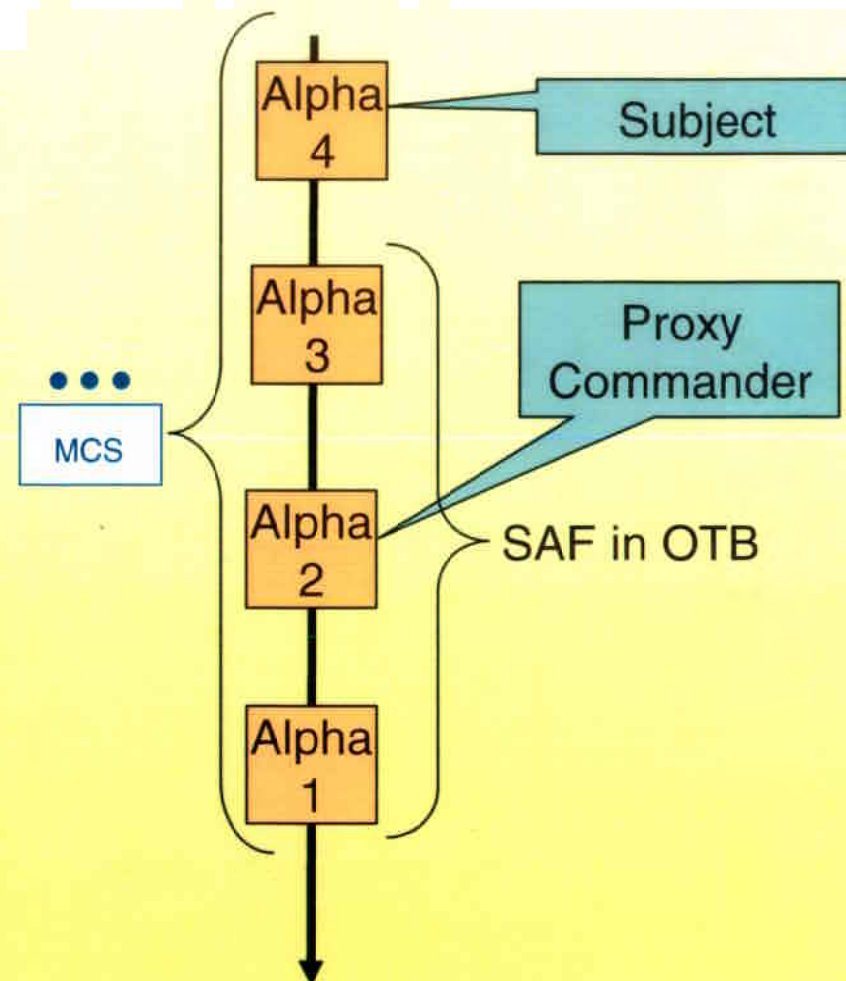 Alpha
4
Subject
Alpha
3
Proxy
Commander
MCS
Alpha
2
SAF in OTB
Alpha
1